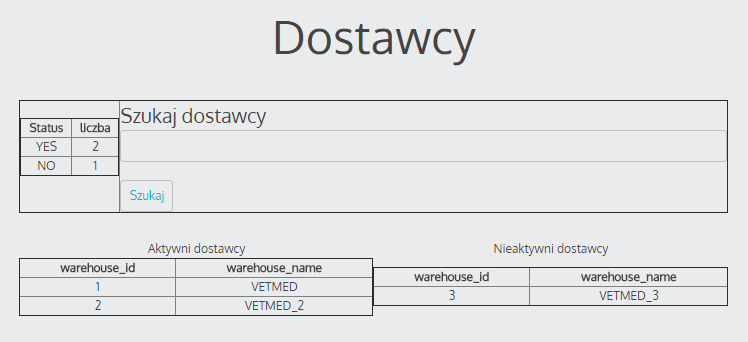 Dostawcy
Szukaj dostawcy
Status liczba
YES 2
NO 1
Szukaj
Aktywni dostawcy
warehouse_id warehouse_name
1 VETMED
2 VETMED_2
Nieaktywni dostawcy
warehouse_id warehouse_name
3 VETMED_3